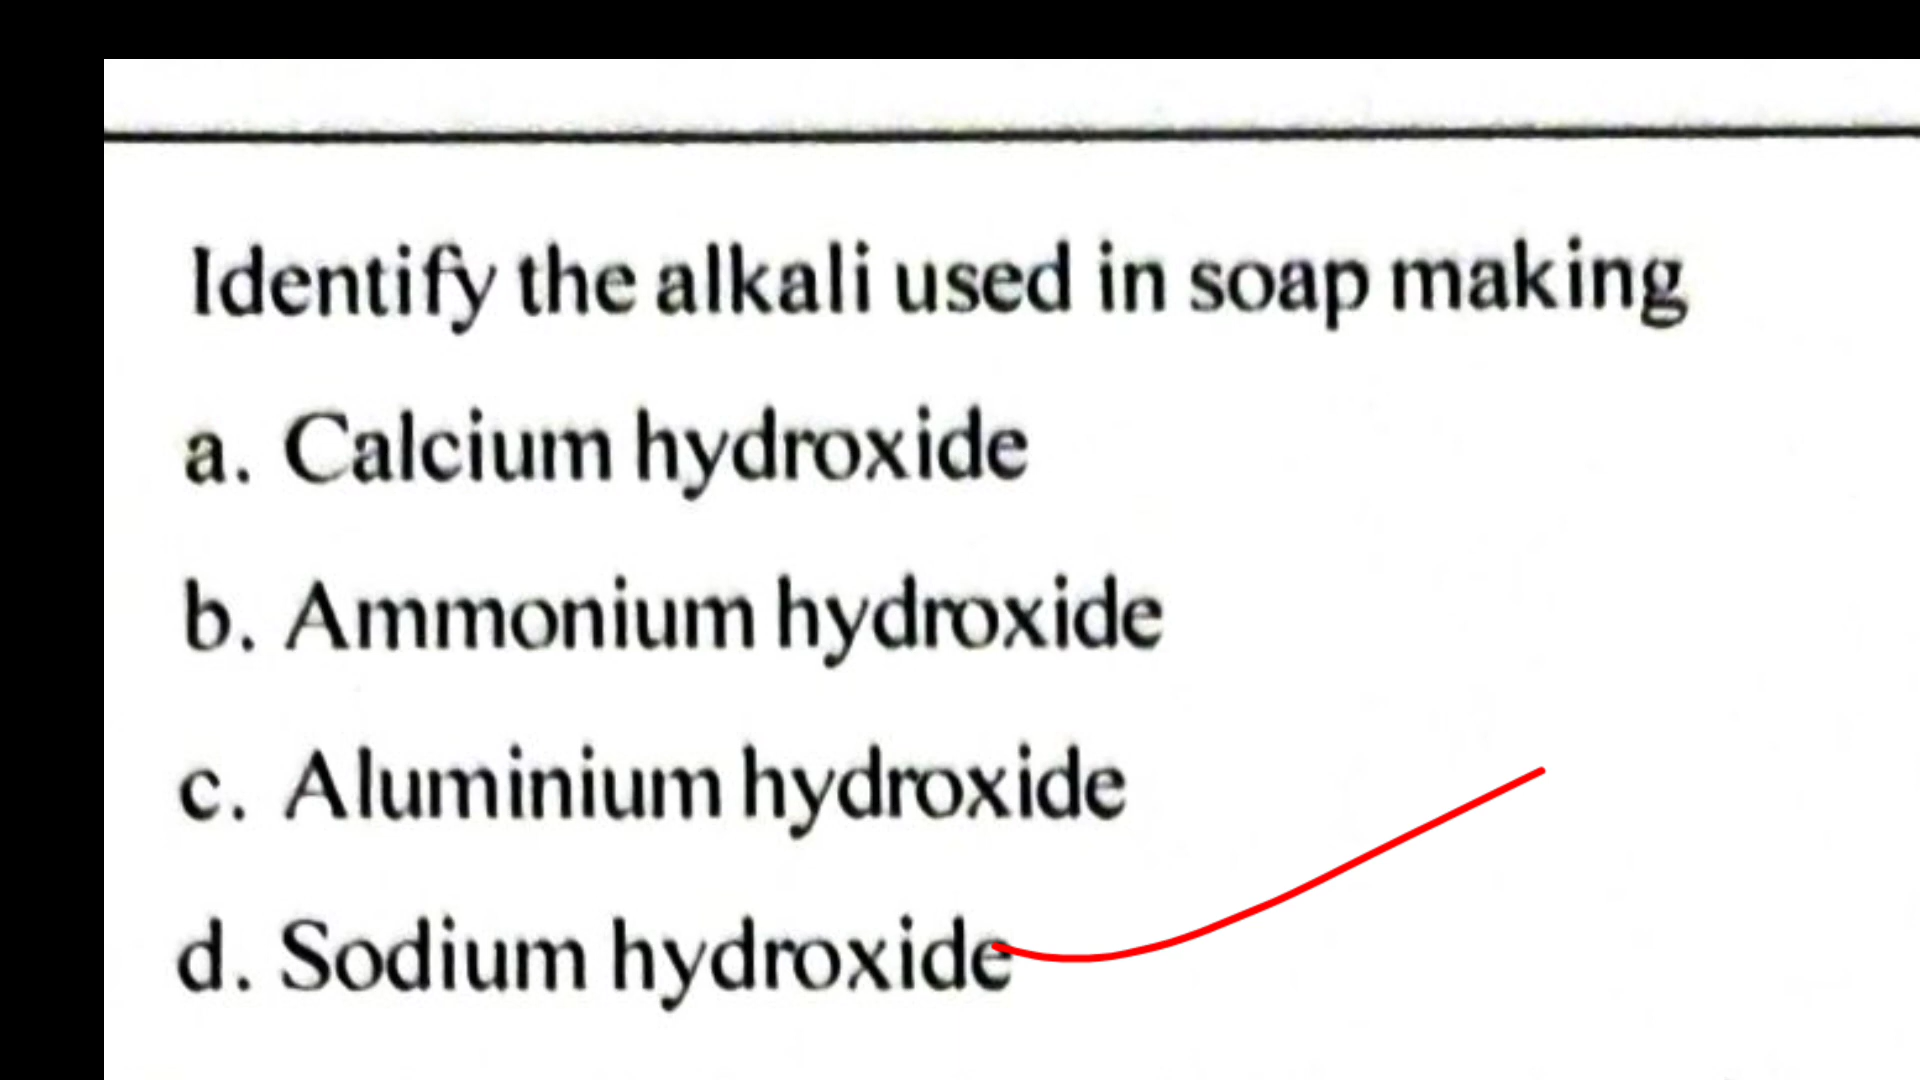 Identify the alkali used in soap making
a. Calcium hydroxide
b. Ammonium hydroxide
c. Aluminium hydroxide
d. Sodium hydroxide